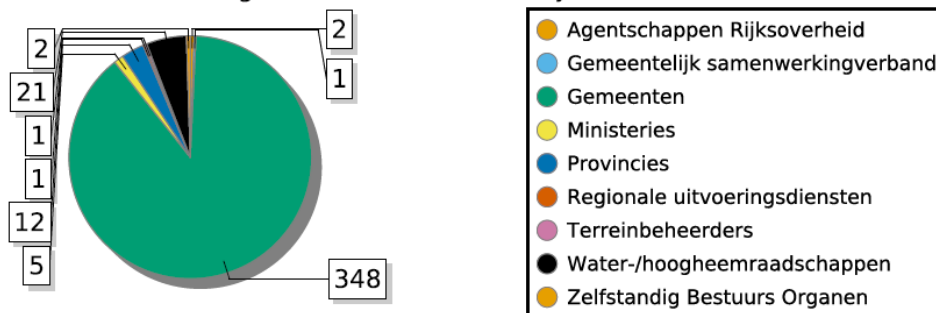 2
2
1
21
1
1
12
5
348
Agentschappen Rijksoverheid
Gemeentelijk samenwerkingverband
Gemeenten
Ministeries
Provincies
Regionale uitvoeringsdiensten
Terreinbeheerders
Water-/hoogheemraadschappen
Zelfstandig Bestuurs Organen